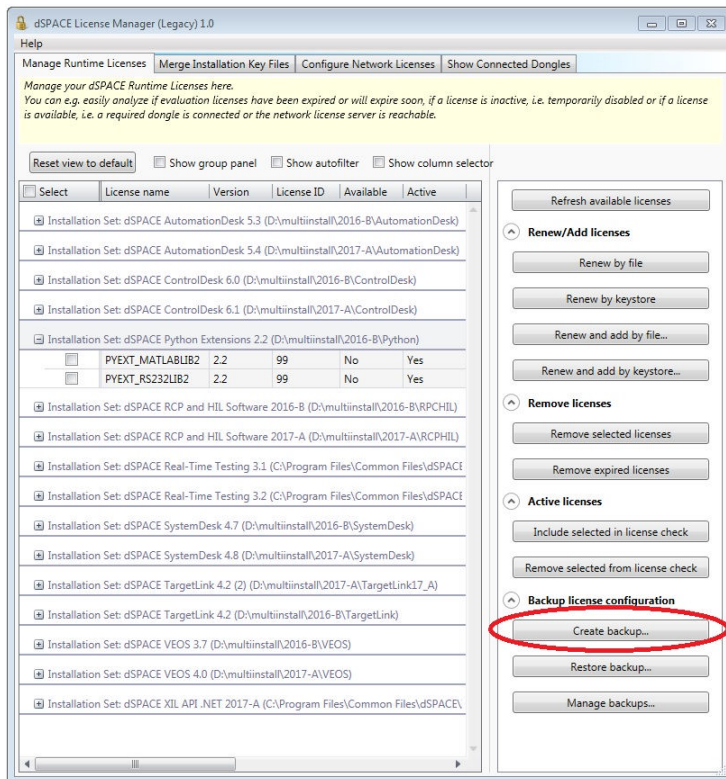 dSPACE License Manager (Legacy) 1.0
Help
Manage Runtime Licenses Merge Installation Key Files Configure Network Licenses Show Connected Dongles
Manage your dSPACE Runtime Licenses here.
You can e.g. easily analyze if evaluation licenses have been expired or will expire soon, if a license is inactive, i.e. temporarily disabled or if a license
is available, i.e. a required dongle is connected or the network license server is reachable.
Reset view to default Show group panel Show autofilter Show column selector
Select License name Version License ID Available Active
Installation Set: dSPACE AutomationDesk 5.3 (D:\multiinstall\2016-B\AutomationDesk)
Installation Set: dSPACE AutomationDesk 5.4 (D:\multiinstall\2017-A\AutomationDesk)
Installation Set: dSPACE ControlDesk 6.0 (D:\multiinstall\2016-B\ControlDesk)
Installation Set: dSPACE ControlDesk 6.1 (D:\multiinstall\2017-A\ControlDesk)
Installation Set: dSPACE Python Extensions 2.2 (D:\multiinstall\2016-B\Python)
PYEXT_MATLABLIB2 2.2 99 No Yes
PYEXT_RS232LIB2 2.2 99 No Yes
Installation Set: dSPACE RCP and HIL Software 2016-B (D:\multiinstall\2016-B\RPCHIL)
Installation Set: dSPACE RCP and HIL Software 2017-A (D:\multiinstall\2017-A\RCPHIL)
Installation Set: dSPACE Real-Time Testing 3.1 (C:\Program Files\Common Files\dSPACE
Installation Set: dSPACE Real-Time Testing 3.2 (C:\Program Files\Common Files\dSPACE
Installation Set: dSPACE SystemDesk 4.7 (D:\multiinstall\2016-B\SystemDesk)
Installation Set: dSPACE SystemDesk 4.8 (D:\multiinstall\2017-A\SystemDesk)
Installation Set: dSPACE TargetLink 4.2 (2) (D:\multiinstall\2017-A\TargetLink17_A)
Installation Set: dSPACE TargetLink 4.2 (D:\multiinstall\2016-B\TargetLink)
Installation Set: dSPACE VEOS 3.7 (D:\multiinstall\2016-B\VEOS)
Installation Set: dSPACE VEOS 4.0 (D:\multiinstall\2017-A\VEOS)
Installation Set: dSPACE XIL API .NET 2017-A (C:\Program Files\Common Files\dSPACE\
Refresh available licenses
Renew/Add licenses
Renew by file
Renew by keystore
Renew and add by file...
Renew and add by keystore...
Remove licenses
Remove selected licenses
Remove expired licenses
Active licenses
Include selected in license check
Remove selected from license check
Backup license configuration
Create backup...
Restore backup...
Manage backups...